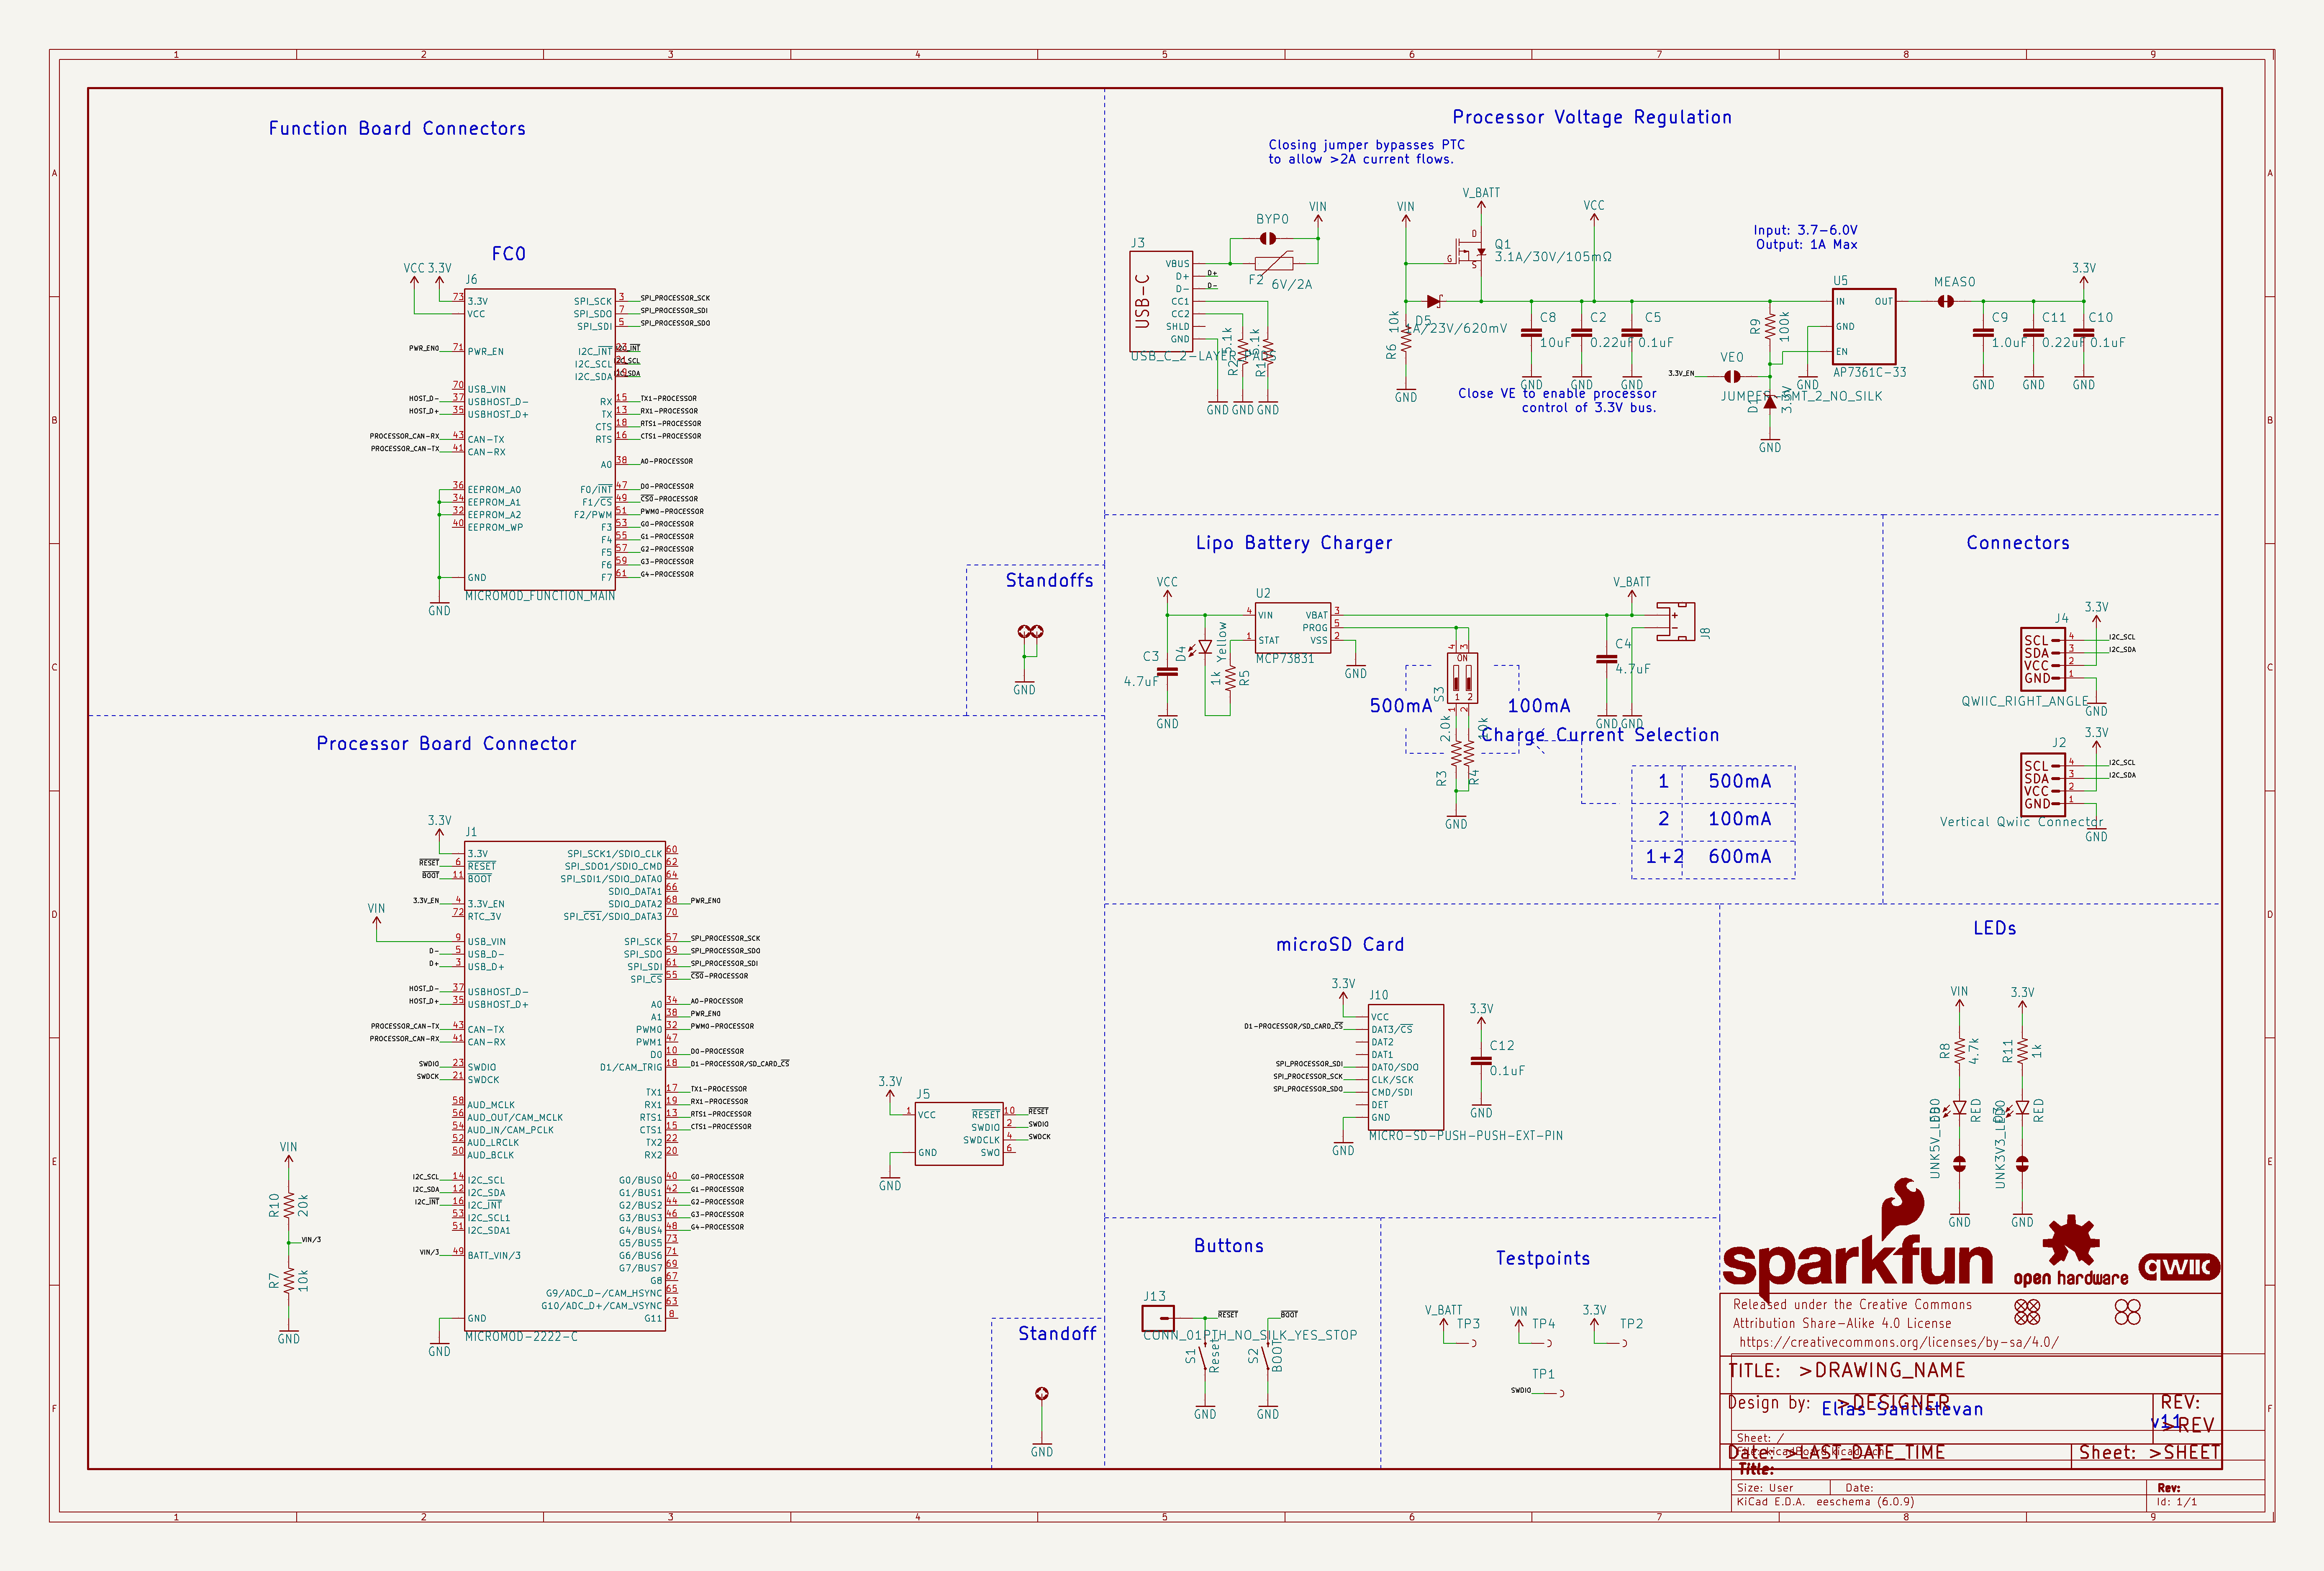 1 2 3 4 5 6 7 8 9
A
B
C
D
E
F
Function Board Connectors
FC0
VCC 3.3V
J6
73 3.3V
VCC
71 PWR_EN
PWR_EN0
70 USB_VIN
HOST_D- 37 USBHOST_D-
HOST_D+ 35 USBHOST_D+
PROCESSOR_CAN-RX 43 CAN-TX
PROCESSOR_CAN-TX 41 CAN-RX
36 EEPROM_A0
34 EEPROM_A1
32 EEPROM_A2
40 EEPROM_WP
GND
GND
MICROMOD_FUNCTION_MAIN
SPI_SCK 3 SPI_PROCESSOR_SCK
SPI_SDO 7 SPI_PROCESSOR_SDI
SPI_SDI 5 SPI_PROCESSOR_SDO
I2C_INT 23 I2C_INT
I2C_SCL 21 I2C_SCL
I2C_SDA 19 I2C_SDA
RX 15 TX1-PROCESSOR
TX 13 RX1-PROCESSOR
CTS 18 RTS1-PROCESSOR
RTS 16 CTS1-PROCESSOR
A0 38 A0-PROCESSOR
F0/INT 47 D0-PROCESSOR
F1/CS 49 CS0-PROCESSOR
F2/PWM 51 PWM0-PROCESSOR
F3 53 G0-PROCESSOR
F4 55 G1-PROCESSOR
F5 57 G2-PROCESSOR
F6 59 G3-PROCESSOR
F7 61 G4-PROCESSOR
Standoffs
GND
Processor Voltage Regulation
Closing jumper bypasses PTC
to allow >2A current flows.
J3
USB-C
VBUS
D+ D+
D- D-
CC1
CC2
SHLD
GND
USB_C_2-LAYER_PADS
BYP0
VIN
F2 6V/2A
R2 5.1k
R1 5.1k
GND GND GND
VIN
V_BATT
D
G
S
Q1
3.1A/30V/105mΩ
VCC
D5
1A/23V/620mV
R6 10k
GND
C8
10uF
GND
C2
0.22uF
GND
C5
0.1uF
GND
Close VE to enable processor
control of 3.3V bus.
Input: 3.7-6.0V
Output: 1A Max
R9 100k
3.3V_EN
VE0
JUMPER-SMT_2_NO_SILK
D1 3.3V
GND
GND
U5
IN OUT
GND
EN
AP7361C-33
MEAS0
3.3V
C9
1.0uF
GND
C11
0.22uF
GND
C10
0.1uF
GND
Lipo Battery Charger
VCC
C3
4.7uF
GND
D4 Yellow
1k R5
U2
4 VIN VBAT 3
PROG 5
1 STAT VSS 2
MCP73831
GND
4 3
ON
S3
1 2
1 2
500mA 100mA
2.0k 10k
R3 R4
GND
Charge Current Selection
1 500mA
2 100mA
1+2 600mA
V_BATT
C4
4.7uF
GND GND
+
-
J8
Connectors
J4
3.3V
SCL 4 I2C_SCL
SDA 3 I2C_SDA
VCC 2
GND 1
QWIIC_RIGHT_ANGLE
GND
J2
3.3V
SCL 4 I2C_SCL
SDA 3 I2C_SDA
VCC 2
GND 1
Vertical Qwiic Connector
GND
Processor Board Connector
3.3V
J1
3.3V
RESET 6 RESET
BOOT 11 BOOT
3.3V_EN 4 3.3V_EN
72 RTC_3V
VIN
9 USB_VIN
D- 5 USB_D-
D+ 3 USB_D+
HOST_D- 37 USBHOST_D-
HOST_D+ 35 USBHOST_D+
PROCESSOR_CAN-TX 43 CAN-TX
PROCESSOR_CAN-RX 41 CAN-RX
SWDIO 23 SWDIO
SWDCK 21 SWDCK
58 AUD_MCLK
56 AUD_OUT/CAM_MCLK
54 AUD_IN/CAM_PCLK
52 AUD_LRCLK
50 AUD_BCLK
I2C_SCL 14 I2C_SCL
I2C_SDA 12 I2C_SDA
I2C_INT 16 I2C_INT
53 I2C_SCL1
51 I2C_SDA1
VIN/3 49 BATT_VIN/3
GND
GND
MICROMOD-2222-C
SPI_SCK1/SDIO_CLK 60
SPI_SDO1/SDIO_CMD 62
SPI_SDI1/SDIO_DATA0 64
SDIO_DATA1 66
SDIO_DATA2 68 PWR_EN0
SPI_CS1/SDIO_DATA3 70
SPI_SCK 57 SPI_PROCESSOR_SCK
SPI_SDO 59 SPI_PROCESSOR_SDO
SPI_SDI 61 SPI_PROCESSOR_SDI
SPI_CS 55 CS0-PROCESSOR
A0 34 A0-PROCESSOR
A1 38 PWR_EN0
PWM0 32 PWM0-PROCESSOR
PWM1 47
D0 10 D0-PROCESSOR
D1/CAM_TRIG 18 D1-PROCESSOR/SD_CARD_CS
TX1 17 TX1-PROCESSOR
RX1 19 RX1-PROCESSOR
RTS1 13 RTS1-PROCESSOR
CTS1 15 CTS1-PROCESSOR
TX2 22
RX2 20
G0/BUS0 40 G0-PROCESSOR
G1/BUS1 42 G1-PROCESSOR
G2/BUS2 44 G2-PROCESSOR
G3/BUS3 46 G3-PROCESSOR
G4/BUS4 48 G4-PROCESSOR
G5/BUS5 73
G6/BUS6 71
G7/BUS7 69
G8 67
G9/ADC_D-/CAM_HSYNC 65
G10/ADC_D+/CAM_VSYNC 63
G11 8
VIN
R10 20k
VIN/3
R7 10k
GND
3.3V
J5
1 VCC RESET 10 RESET
SWDIO 2 SWDIO
SWDCLK 4 SWDCK
GND SWO 6
GND
Standoff
GND
microSD Card
3.3V
J10
VCC
D1-PROCESSOR/SD_CARD_CS DAT3/CS
DAT2
DAT1
SPI_PROCESSOR_SDI DAT0/SDO
SPI_PROCESSOR_SCK CLK/SCK
SPI_PROCESSOR_SDO CMD/SDI
DET
GND
GND
MICRO-SD-PUSH-PUSH-EXT-PIN
3.3V
C12
0.1uF
GND
LEDs
VIN
R8 4.7k
RED
GND
3.3V
R11 1k
RED
GND
Buttons
J13
CONN_01PTH_NO_SILK_YES_STOP
RESET
S1 Reset
GND
BOOT
S2 BOOT
GND
Testpoints
V_BATT
TP3
VIN
TP4
3.3V
TP2
TP1
SWDIO
sparkfun
open hardware
qwiic
Released under the Creative Commons
Attribution Share-Alike 4.0 License
https://creativecommons.org/licenses/by-sa/4.0/
TITLE: >DRAWING_NAME
Design by: >DESIGNER
Elias Santistevan
REV:
v11
>REV
Sheet: /
Date: >LAST_DATE_TIME
Sheet: >SHEET
Title:
Size: User Date: Rev:
KiCad E.D.A. eeschema (6.0.9) Id: 1/1
1 2 3 4 5 6 7 8 9
A
B
C
D
E
F